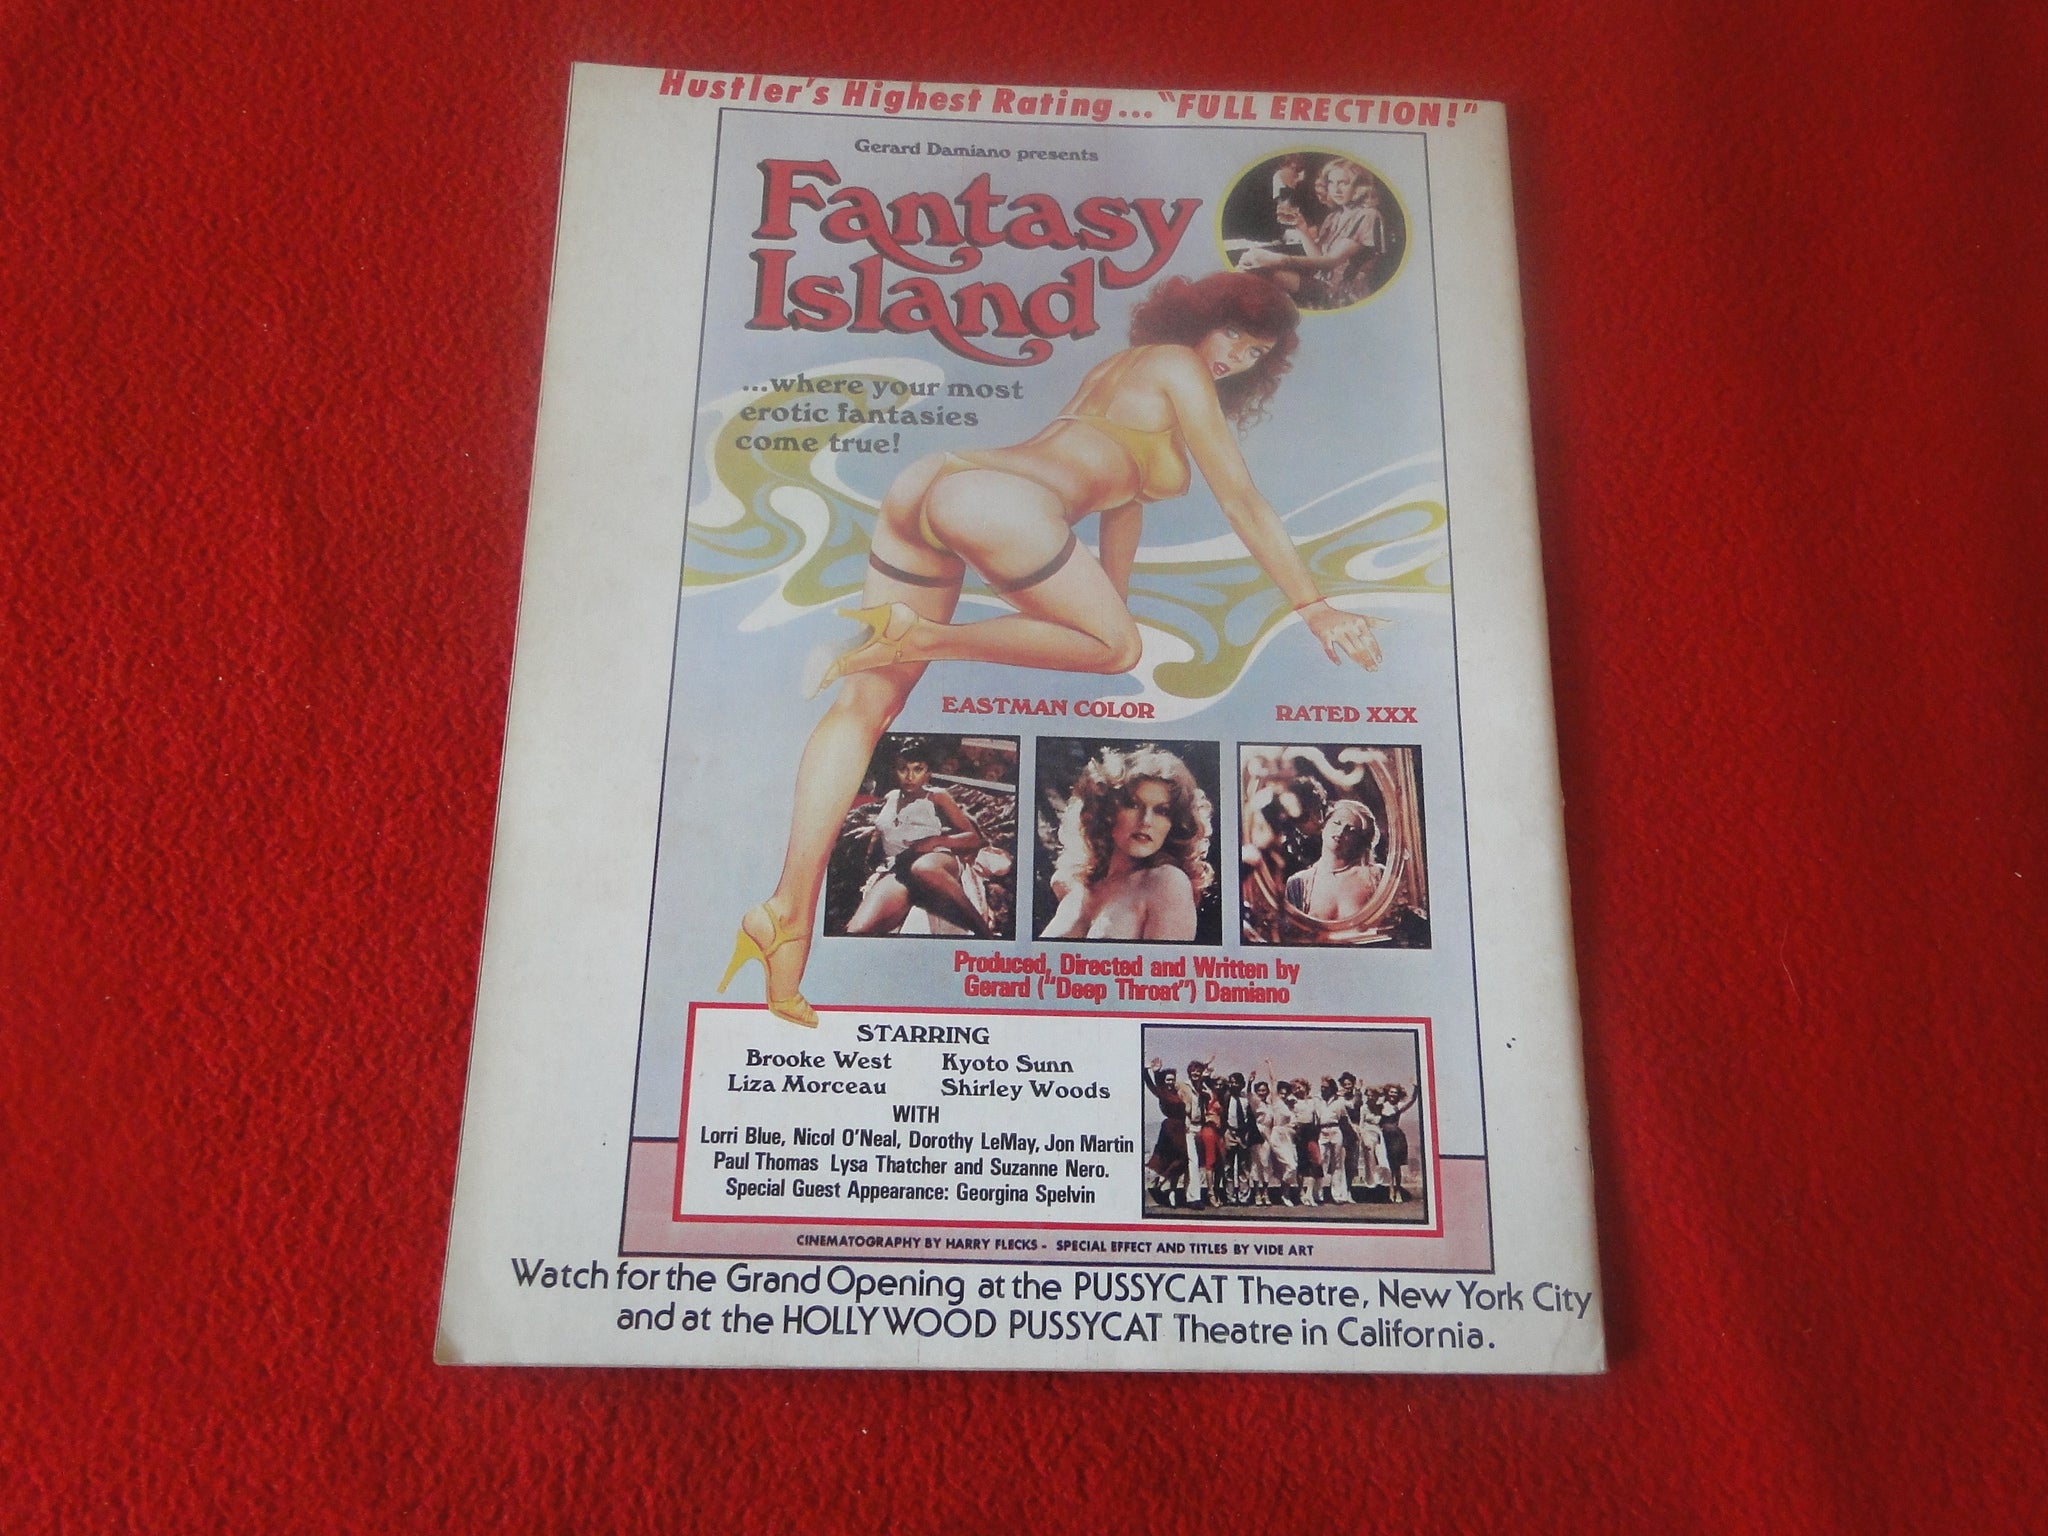 Hustler's Highest Rating... "FULL ERECTION!"
Gerard Damiano presents
Fantasy
Island
...where your most
erotic fantasies
come true!
EASTMAN COLOR
RATED XXX
Produced, Directed and Written by
Gerard ("Deep Throat") Damiano
STARRING
Brooke West Kyoto Sunn
Liza Morceau Shirley Woods
WITH
Lorri Blue, Nicol O'Neal, Dorothy LeMay, Jon Martin
Paul Thomas Lysa Thatcher and Suzanne Nero.
Special Guest Appearance: Georgina Spelvin
CINEMATOGRAPHY BY HARRY FLECKS - SPECIAL EFFECT AND TITLES BY VIDE ART
Watch for the Grand Opening at the PUSSYCAT Theatre, New York City
and at the HOLLYWOOD PUSSYCAT Theatre in California.